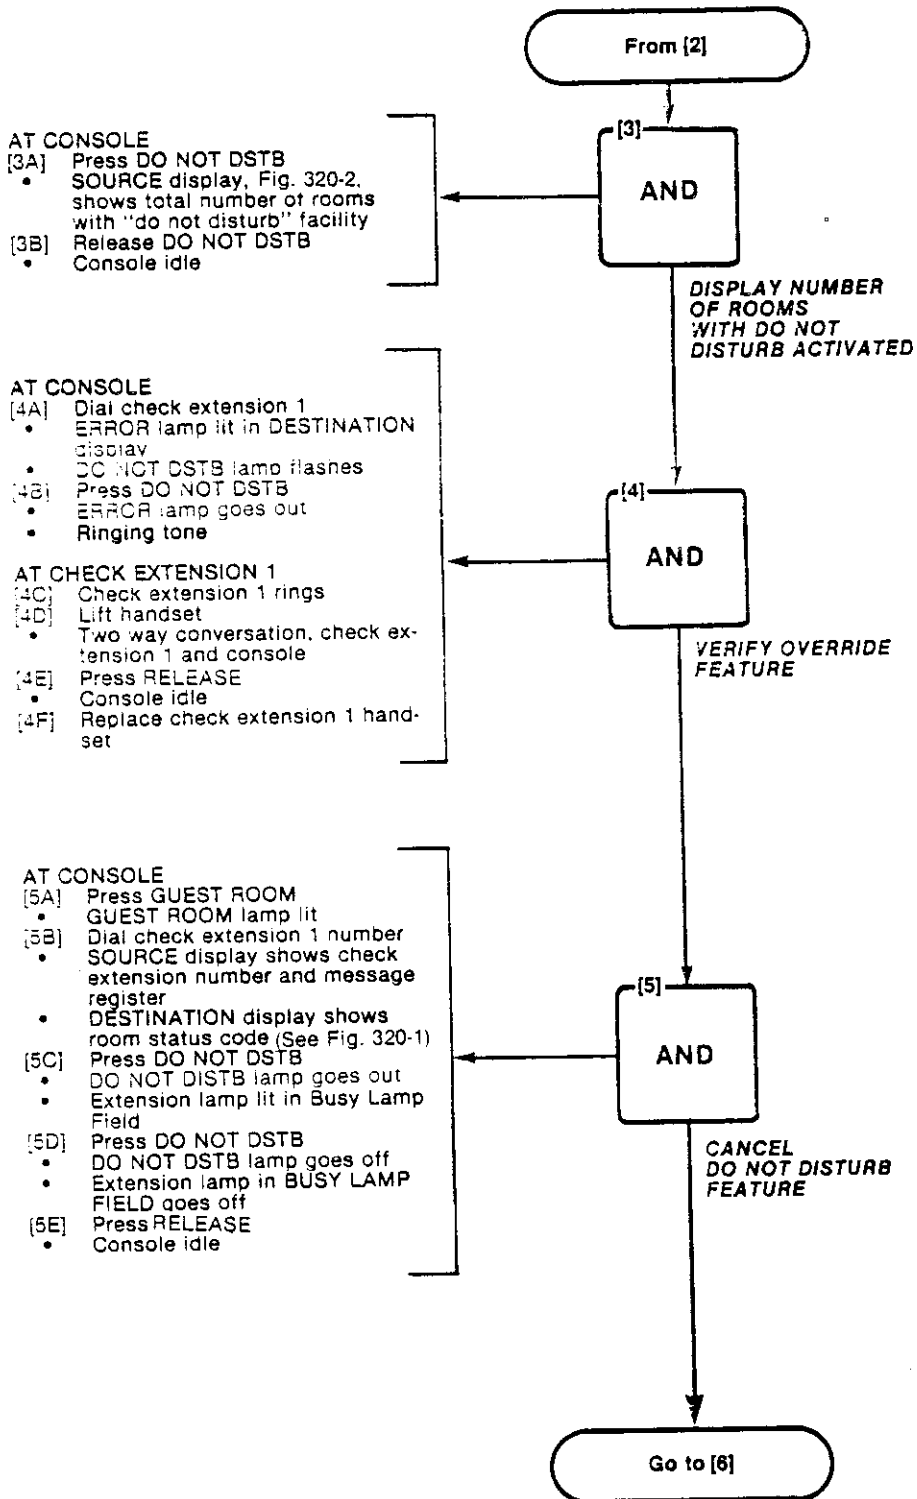 From [2]
AT CONSOLE
[3A] Press DO NOT DSTB
• SOURCE display, Fig. 320-2,
shows total number of rooms
with "do not disturb" facility
[3B] Release DO NOT DSTB
• Console idle
[3]
AND
DISPLAY NUMBER
OF ROOMS
WITH DO NOT
DISTURB ACTIVATED
AT CONSOLE
[4A] Dial check extension 1
• ERROR lamp lit in DESTINATION
display
• DO NOT DSTB lamp flashes
[4B] Press DO NOT DSTB
• ERROR lamp goes out
• Ringing tone
AT CHECK EXTENSION 1
[4C] Check extension 1 rings
[4D] Lift handset
• Two way conversation, check ex-
tension 1 and console
[4E] Press RELEASE
• Console idle
[4F] Replace check extension 1 hand-
set
[4]
AND
VERIFY OVERRIDE
FEATURE
AT CONSOLE
[5A] Press GUEST ROOM
• GUEST ROOM lamp lit
[5B] Dial check extension 1 number
• SOURCE display shows check
extension number and message
register
• DESTINATION display shows
room status code (See Fig. 320-1)
[5C] Press DO NOT DSTB
• DO NOT DISTB lamp goes out
• Extension lamp lit in Busy Lamp
Field
[5D] Press DO NOT DSTB
• DO NOT DSTB lamp goes off
• Extension lamp in BUSY LAMP
FIELD goes off
[5E] Press RELEASE
• Console idle
[5]
AND
CANCEL
DO NOT DISTURB
FEATURE
Go to [6]